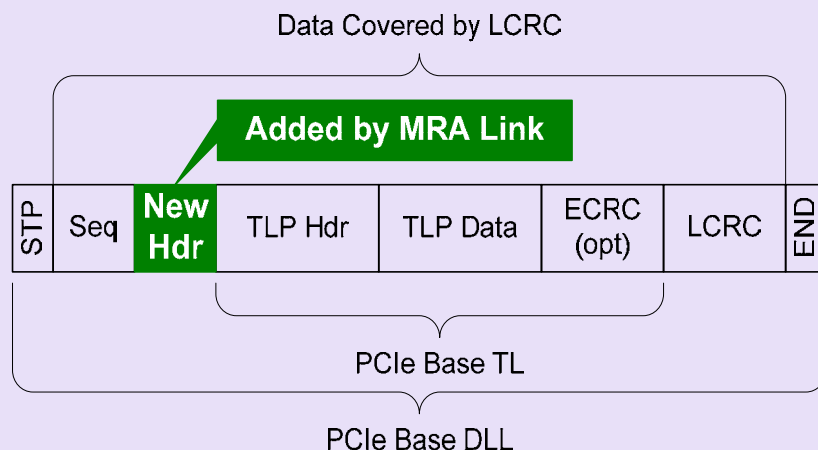 Data Covered by LCRC
Added by MRA Link
STP
Seq
New
Hdr
TLP Hdr
TLP Data
ECRC
(opt)
LCRC
END
PCIe Base TL
PCIe Base DLL